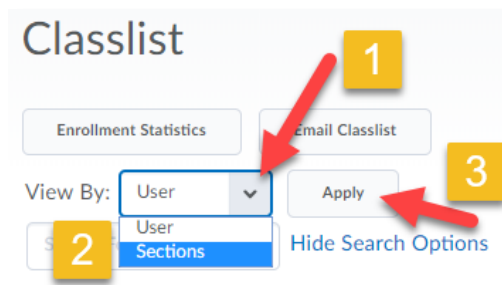 Classlist
1
Enrollment Statistics
Email Classlist
3
View By:
User
Apply
User
2
Sections
Hide Search Options